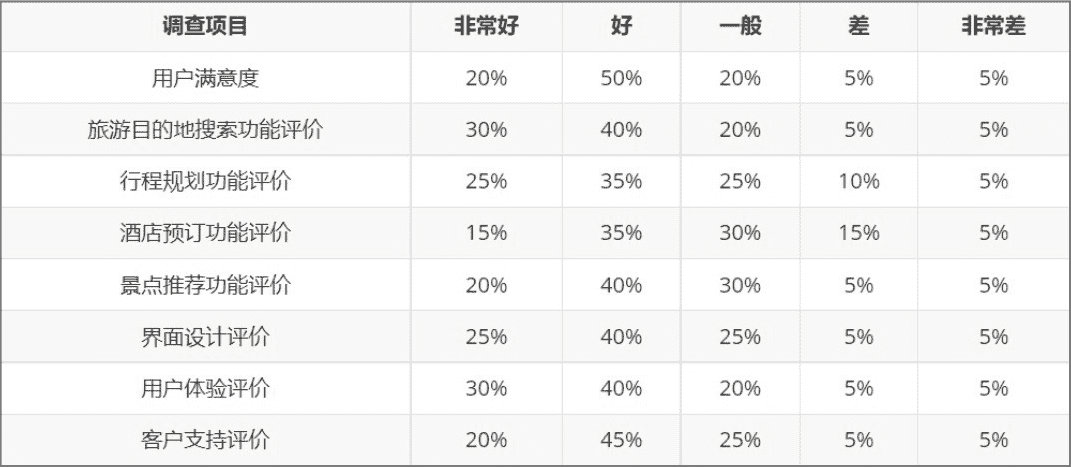 调查项目 非常好 好 一般 差 非常差
用户满意度 20% 50% 20% 5% 5%
旅游目的地搜索功能评价 30% 40% 20% 5% 5%
行程规划功能评价 25% 35% 25% 10% 5%
酒店预订功能评价 15% 35% 30% 15% 5%
景点推荐功能评价 20% 40% 30% 5% 5%
界面设计评价 25% 40% 25% 5% 5%
用户体验评价 30% 40% 20% 5% 5%
客户支持评价 20% 45% 25% 5% 5%